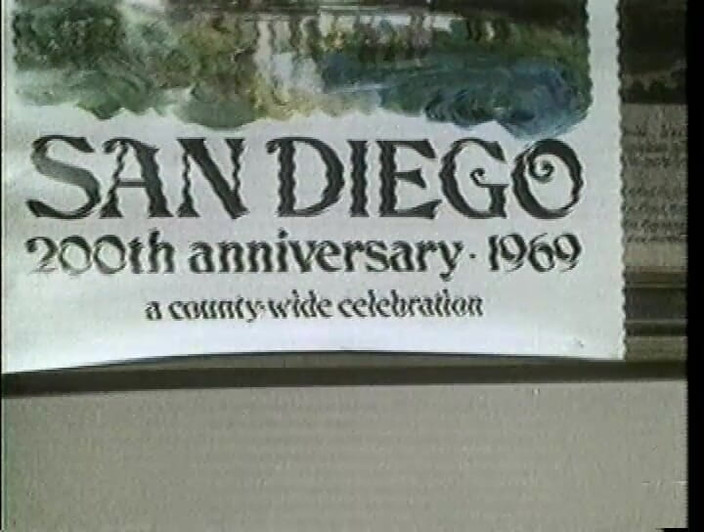 SAN DIEGO
200th anniversary · 1969
a county-wide celebration